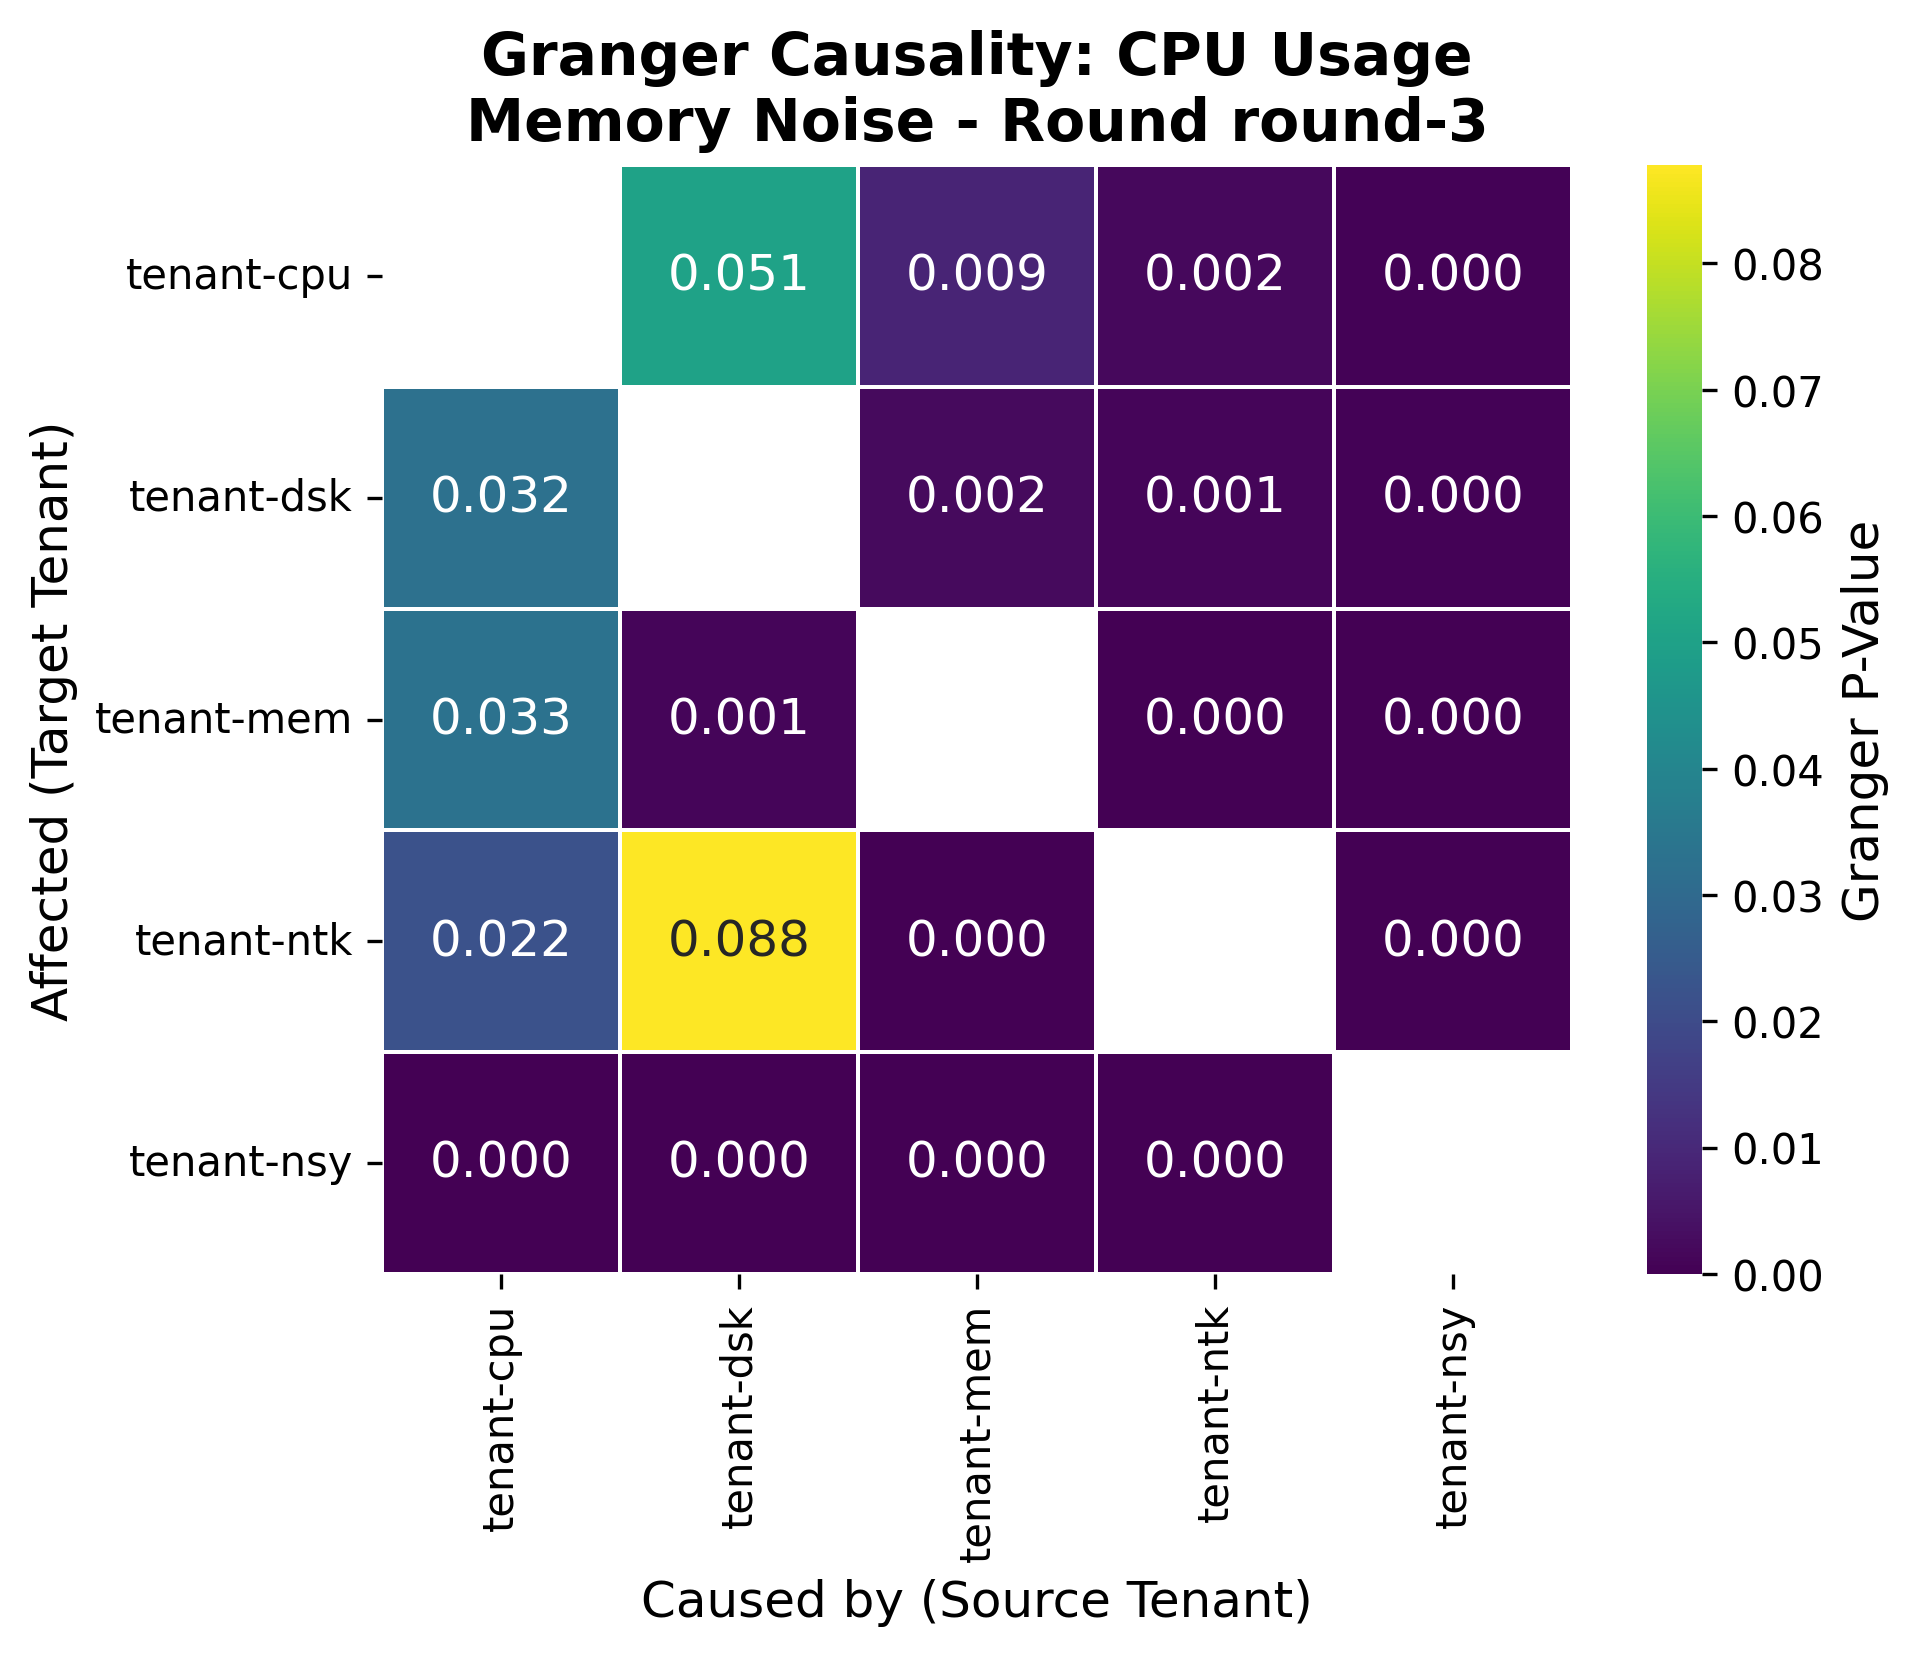 Granger Causality: CPU Usage
Memory Noise - Round round-3
Affected (Target Tenant)
tenant-cpu
0.051
0.009
0.002
0.000
tenant-dsk
0.032
0.002
0.001
0.000
tenant-mem
0.033
0.001
0.000
0.000
tenant-ntk
0.022
0.088
0.000
0.000
tenant-nsy
0.000
0.000
0.000
0.000
tenant-cpu
tenant-dsk
tenant-mem
tenant-ntk
tenant-nsy
Caused by (Source Tenant)
0.08
0.07
0.06
0.05
0.04
0.03
0.02
0.01
0.00
Granger P-Value